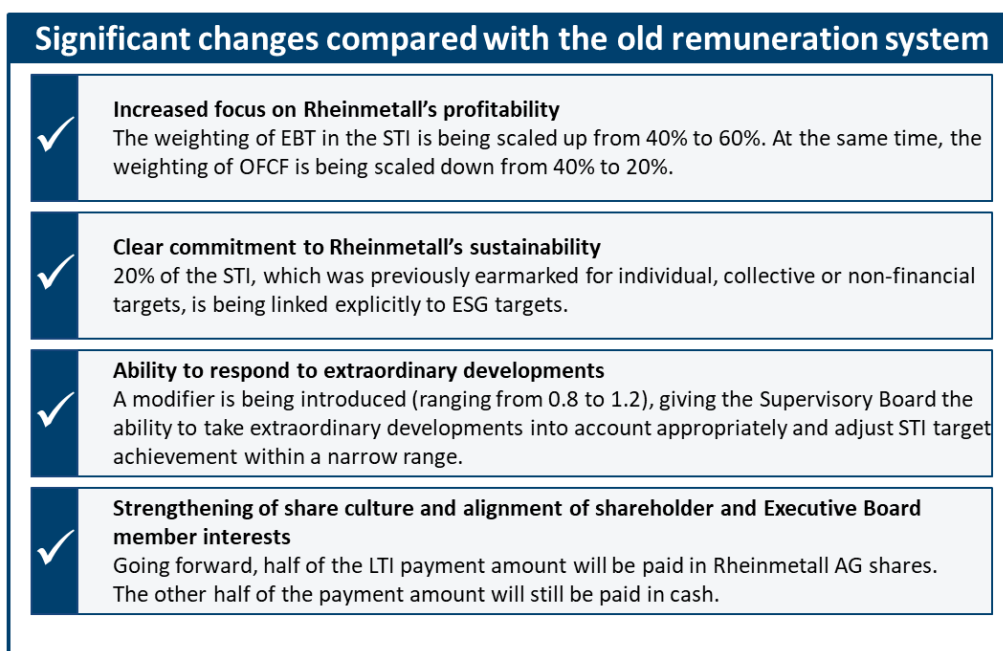 Significant changes compared with the old remuneration system
Increased focus on Rheinmetall's profitability
The weighting of EBT in the STI is being scaled up from 40% to 60%. At the same time, the
weighting of OFCF is being scaled down from 40% to 20%.
Clear commitment to Rheinmetall's sustainability
20% of the STI, which was previously earmarked for individual, collective or non-financial
targets, is being linked explicitly to ESG targets.
Ability to respond to extraordinary developments
A modifier is being introduced (ranging from 0.8 to 1.2), giving the Supervisory Board the
ability to take extraordinary developments into account appropriately and adjust STI target
achievement within a narrow range.
Strengthening of share culture and alignment of shareholder and Executive Board
member interests
Going forward, half of the LTI payment amount will be paid in Rheinmetall AG shares.
The other half of the payment amount will still be paid in cash.